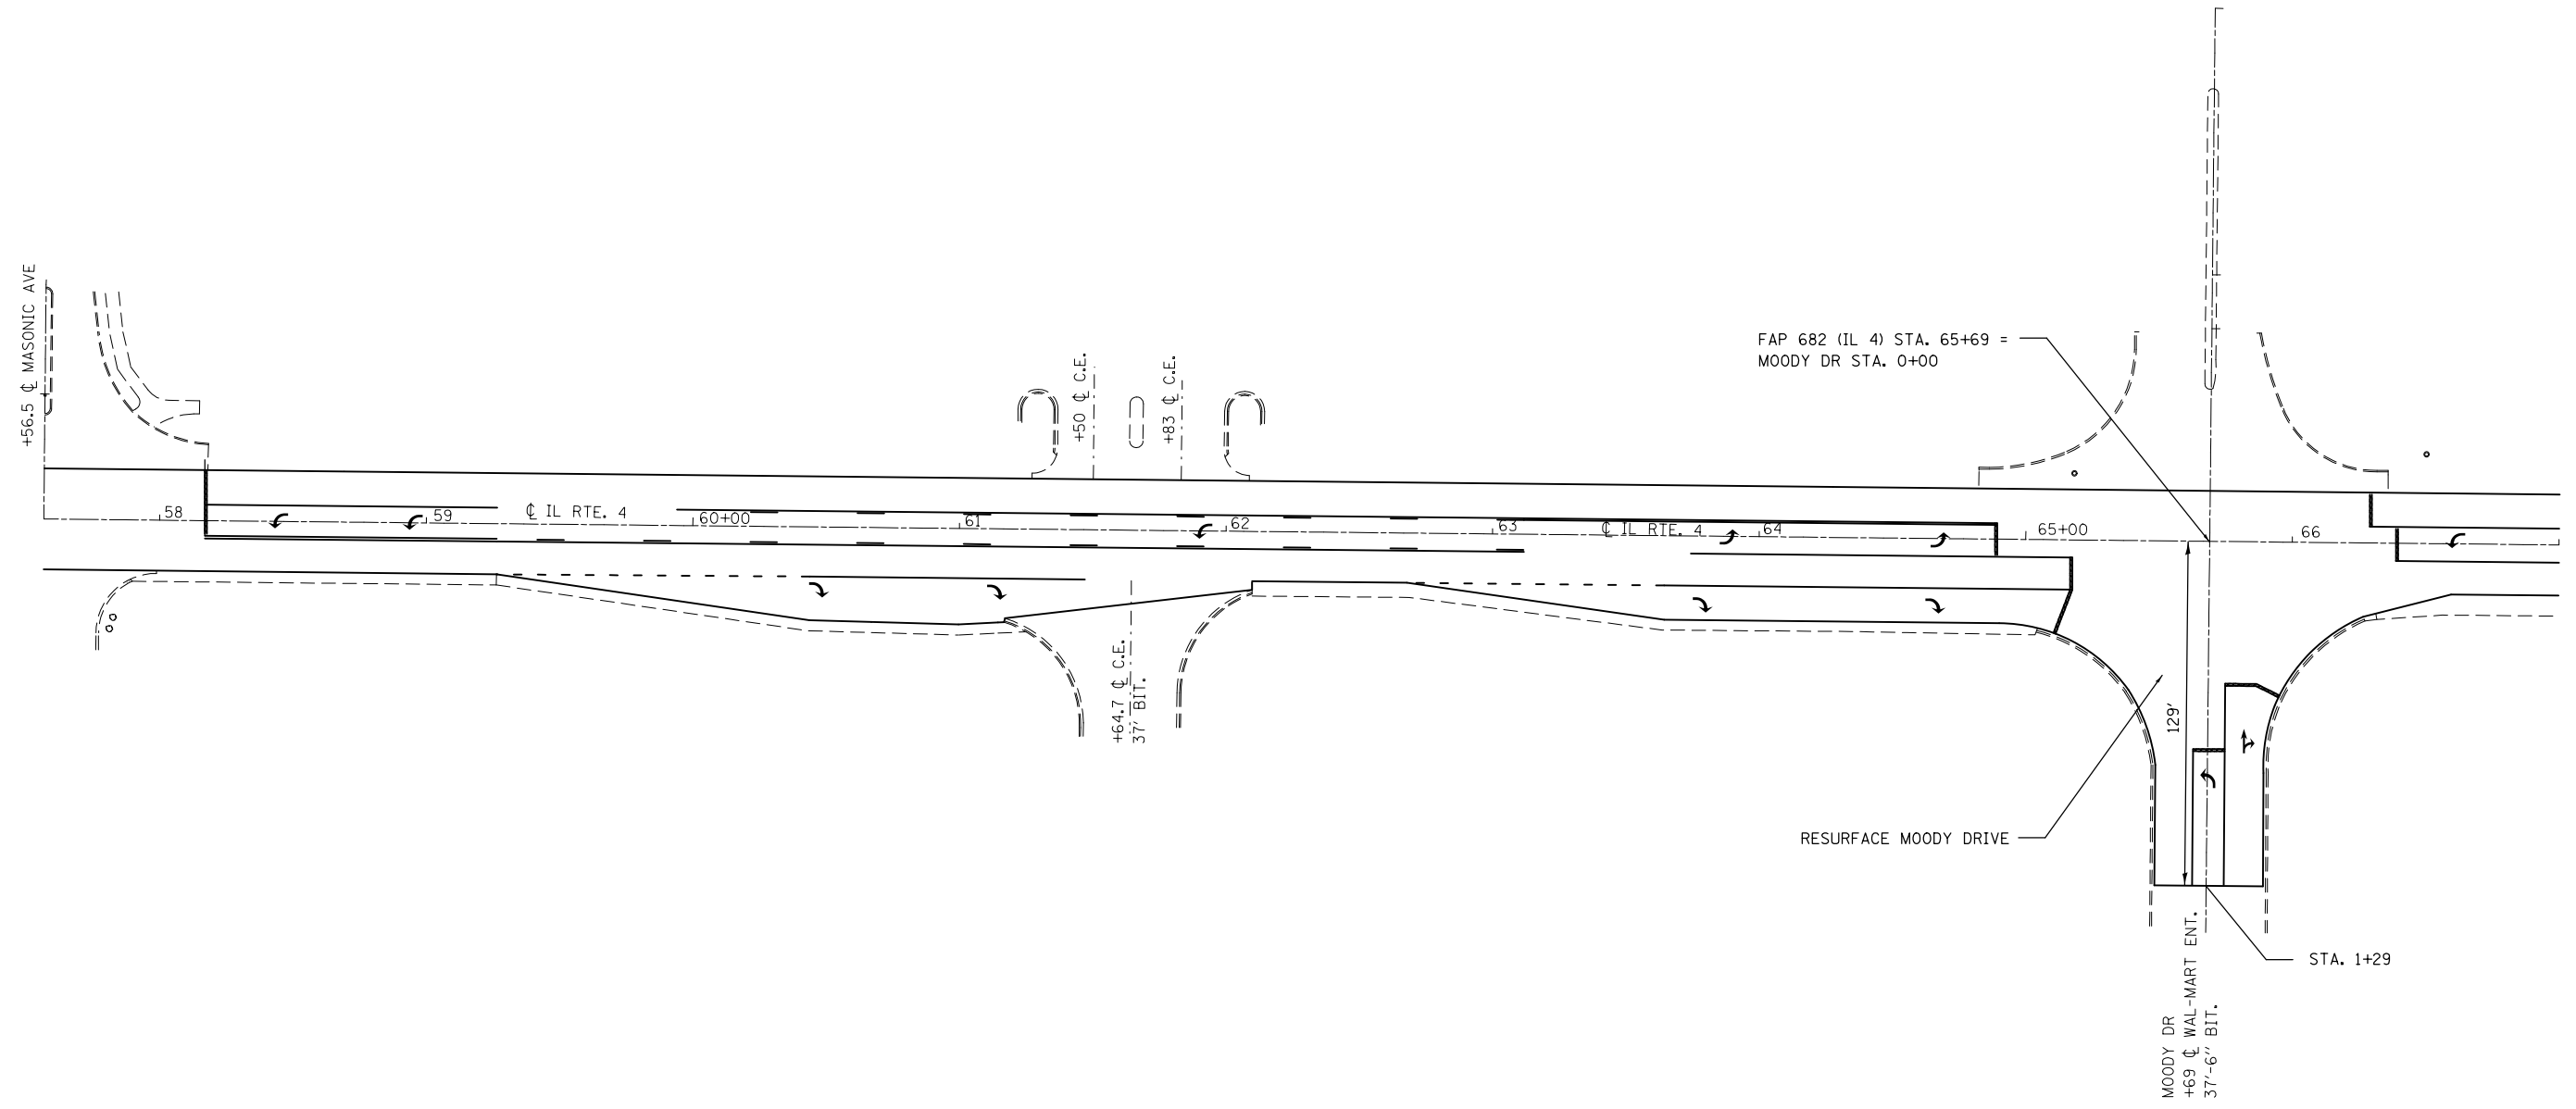 +56.5 ℄ MASONIC AVE
58
59
℄ IL RTE. 4
60+00
61
62
63
℄ IL RTE. 4
64
65+00
66
+50 ℄ C.E.
+83 ℄ C.E.
+64.7 ℄ C.E.
37' BIT.
FAP 682 (IL 4) STA. 65+69 =
MOODY DR STA. 0+00
129'
RESURFACE MOODY DRIVE
STA. 1+29
MOODY DR
+69 ℄ WAL-MART ENT.
37'-6" BIT.